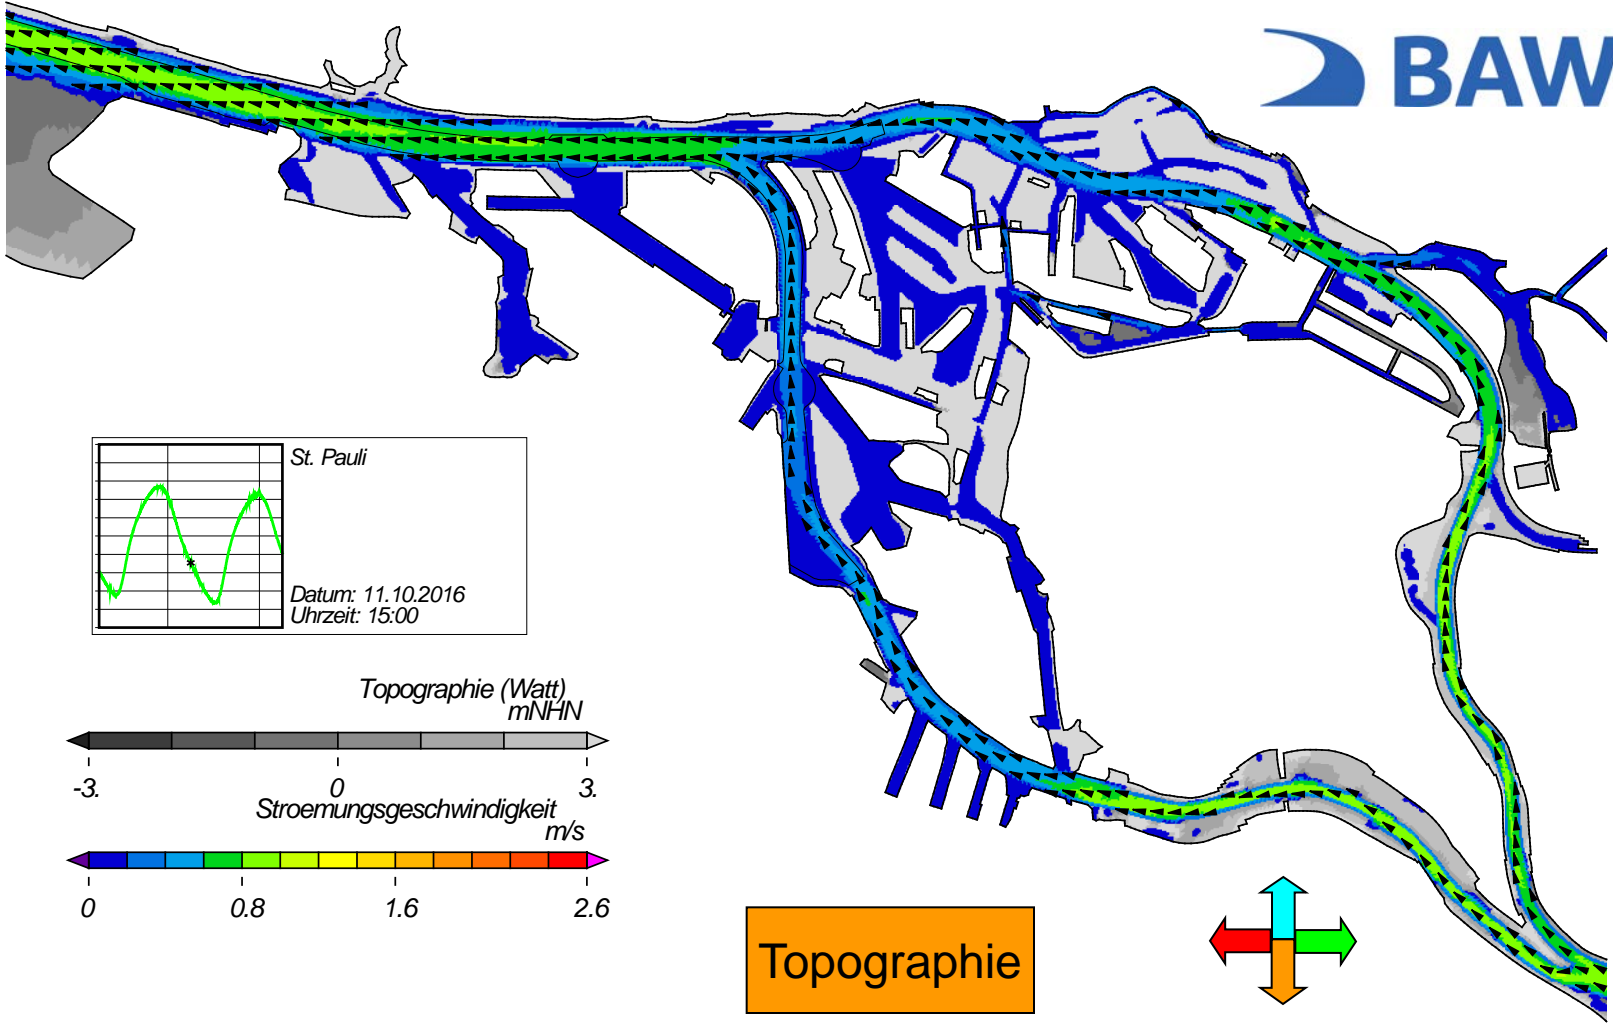 BAW
St. Pauli
Datum: 11.10.2016
Uhrzeit: 15:00
Topographie (Watt)
mNHN
-3. 0 3.
Stroemungsgeschwindigkeit
m/s
0 0.8 1.6 2.6
Topographie